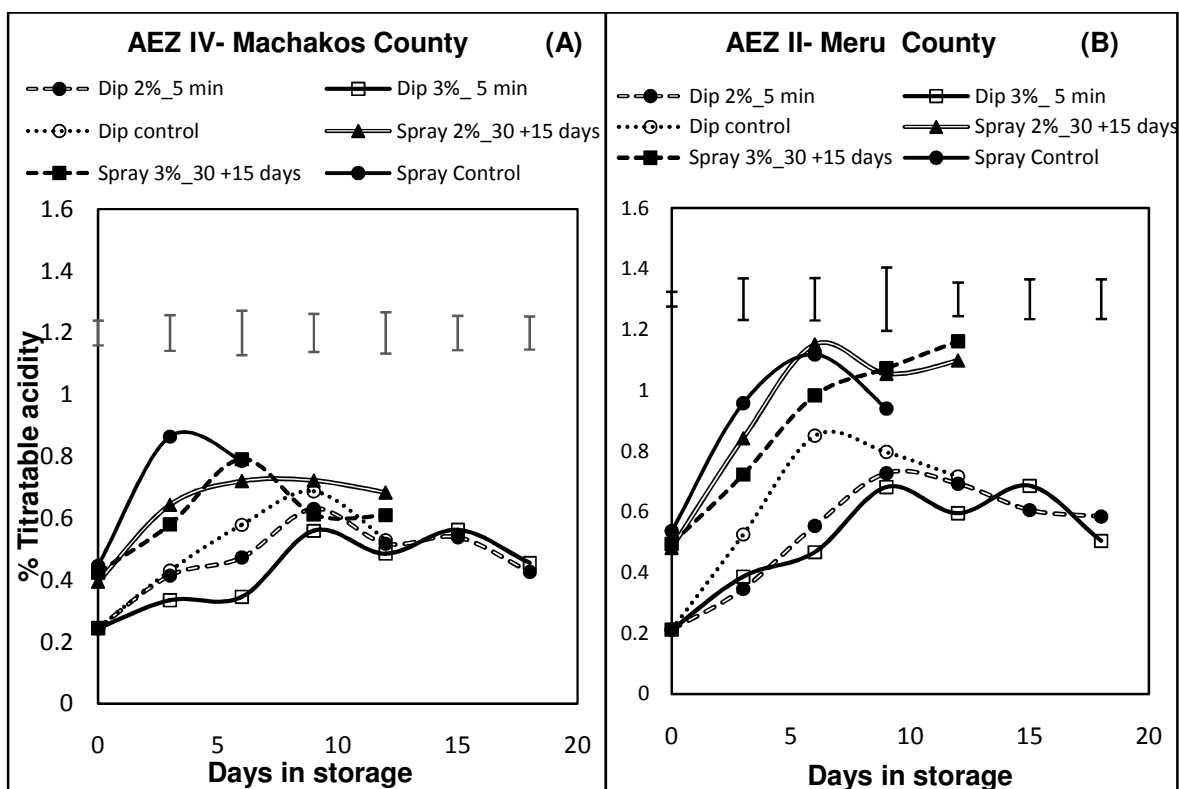 AEZ IV- Machakos County (A)
Dip 2%_5 min Dip 3%_ 5 min
Dip control Spray 2%_30 +15 days
Spray 3%_30 +15 days Spray Control
1.6
1.4
1.2
1
0.8
0.6
0.4
0.2
0
% Titratable acidity
0 5 10 15 20
Days in storage
AEZ II- Meru County (B)
Dip 2%_5 min Dip 3%_ 5 min
Dip control Spray 2%_30 +15 days
Spray 3%_30 +15 days Spray Control
1.6
1.4
1.2
1
0.8
0.6
0.4
0.2
0
0 5 10 15 20
Days in storage